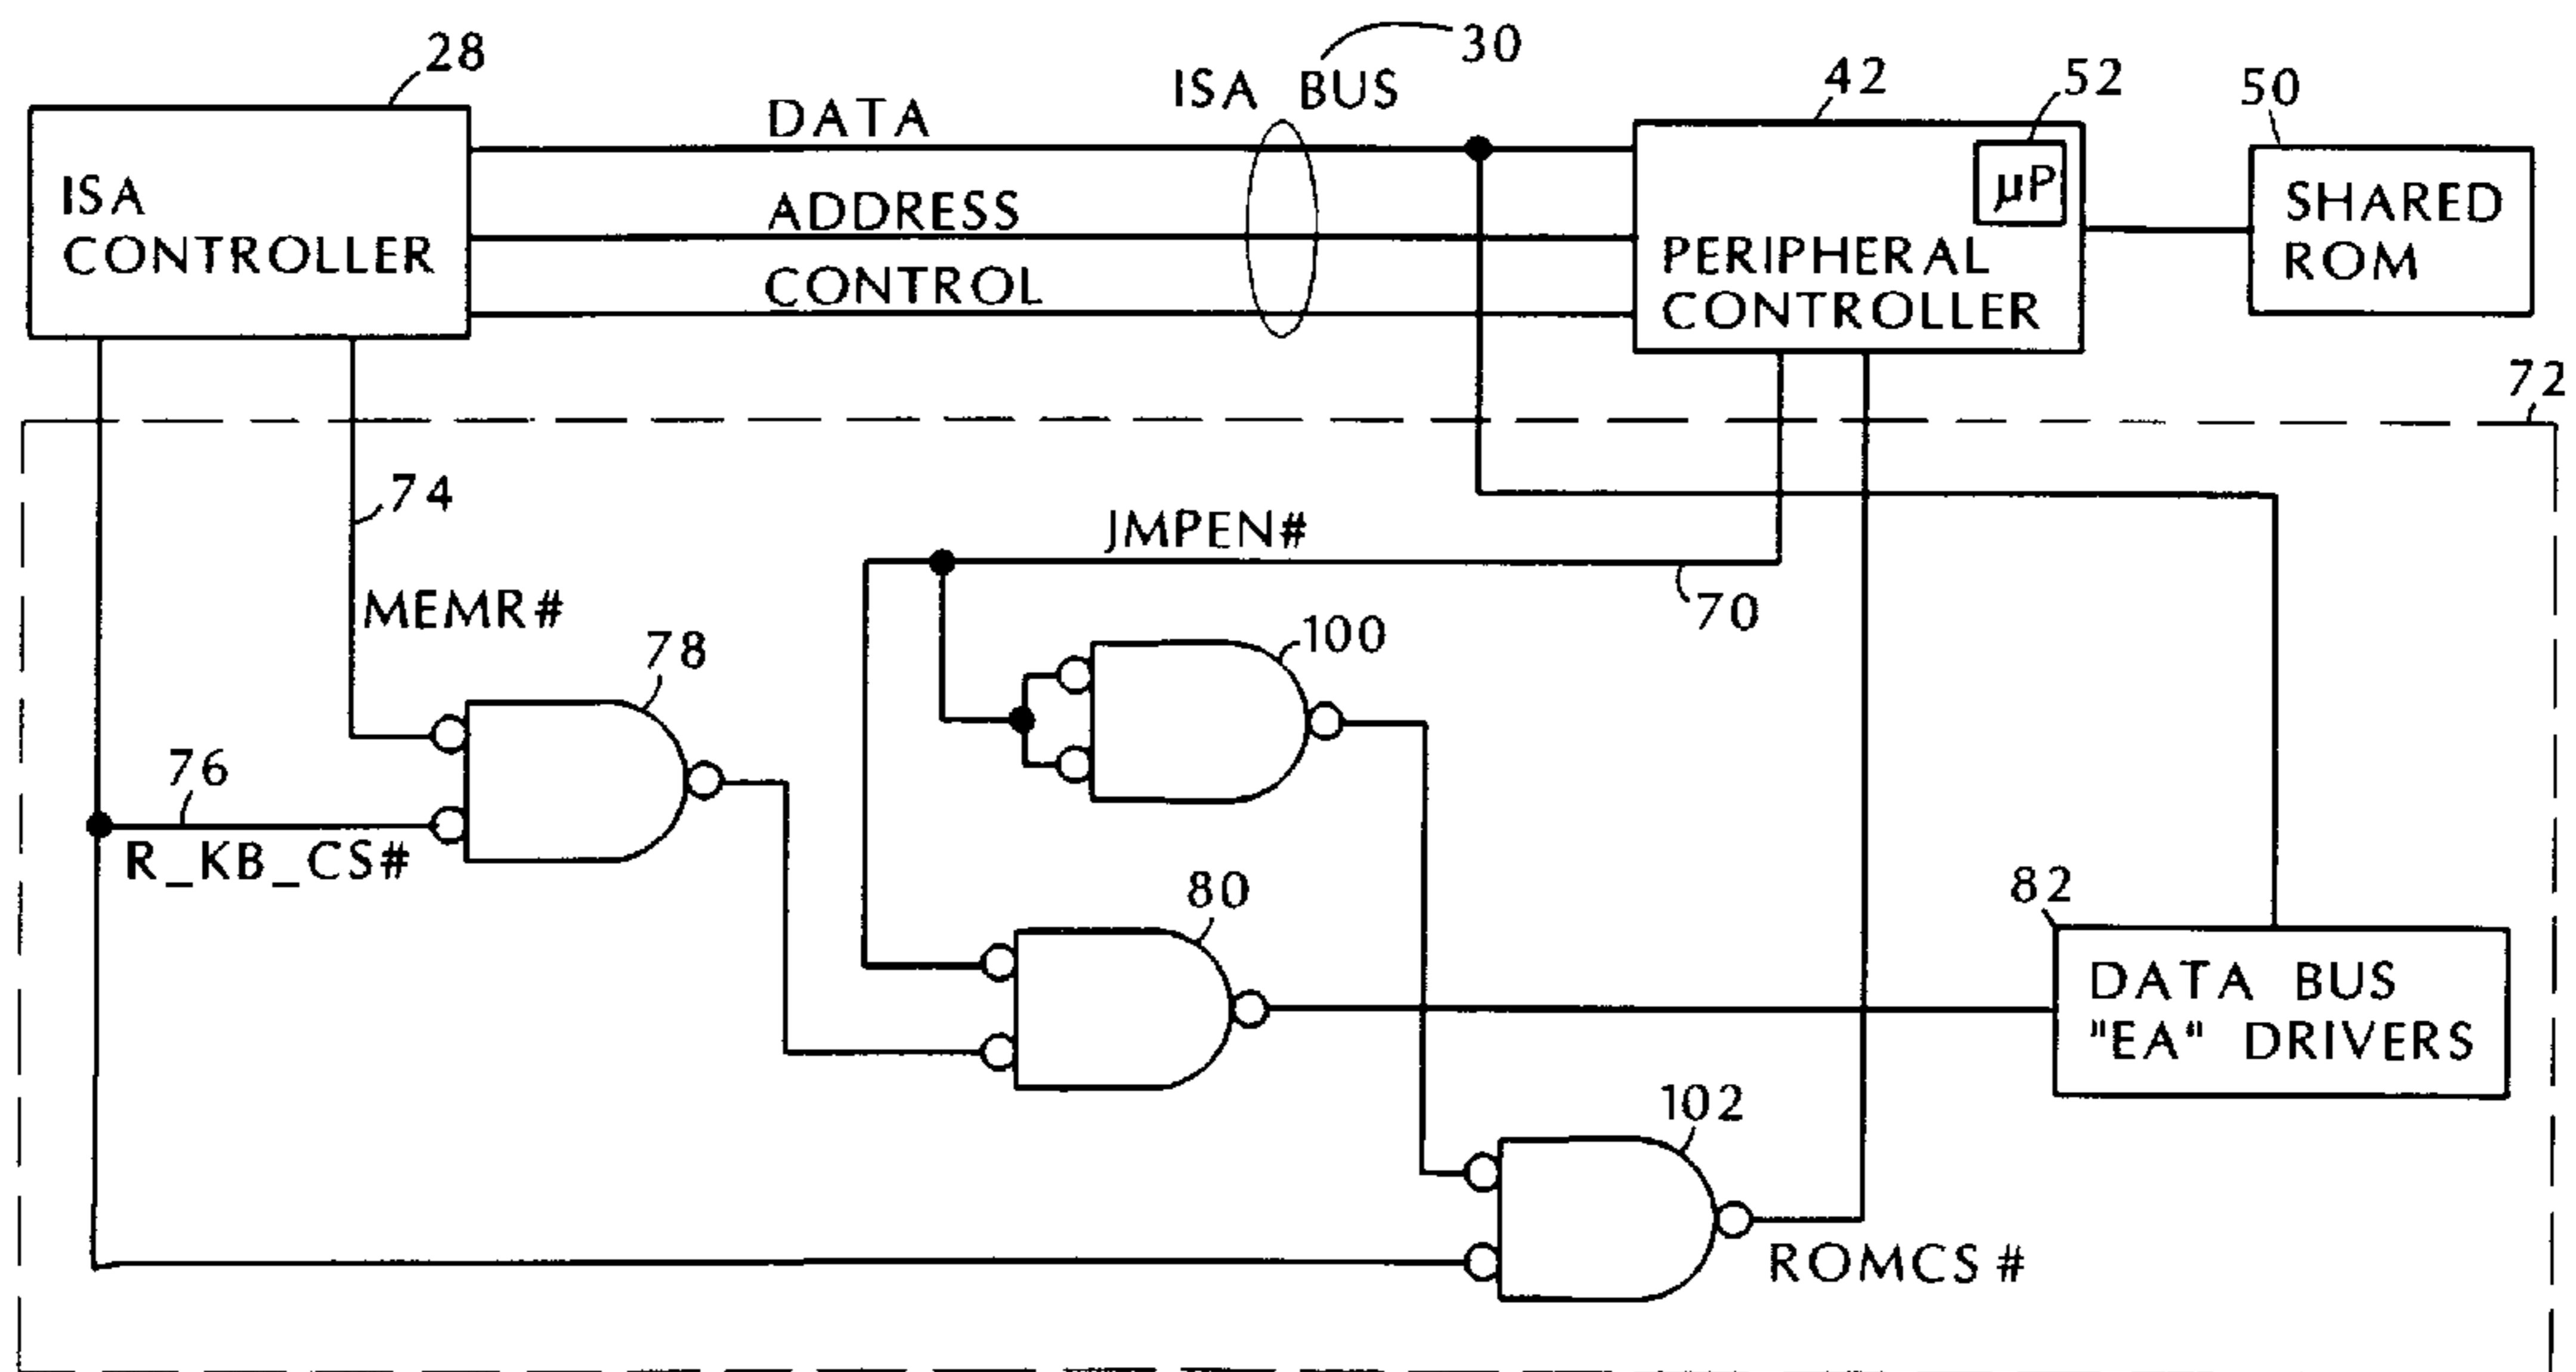 28
30
ISA BUS
42
52
50
DATA
ISA
CONTROLLER
ADDRESS
CONTROL
µP
PERIPHERAL
CONTROLLER
SHARED
ROM
72
74
JMPEN#
70
MEMR#
78
100
76
R_KB_CS#
80
82
DATA BUS
"EA" DRIVERS
102
ROMCS#